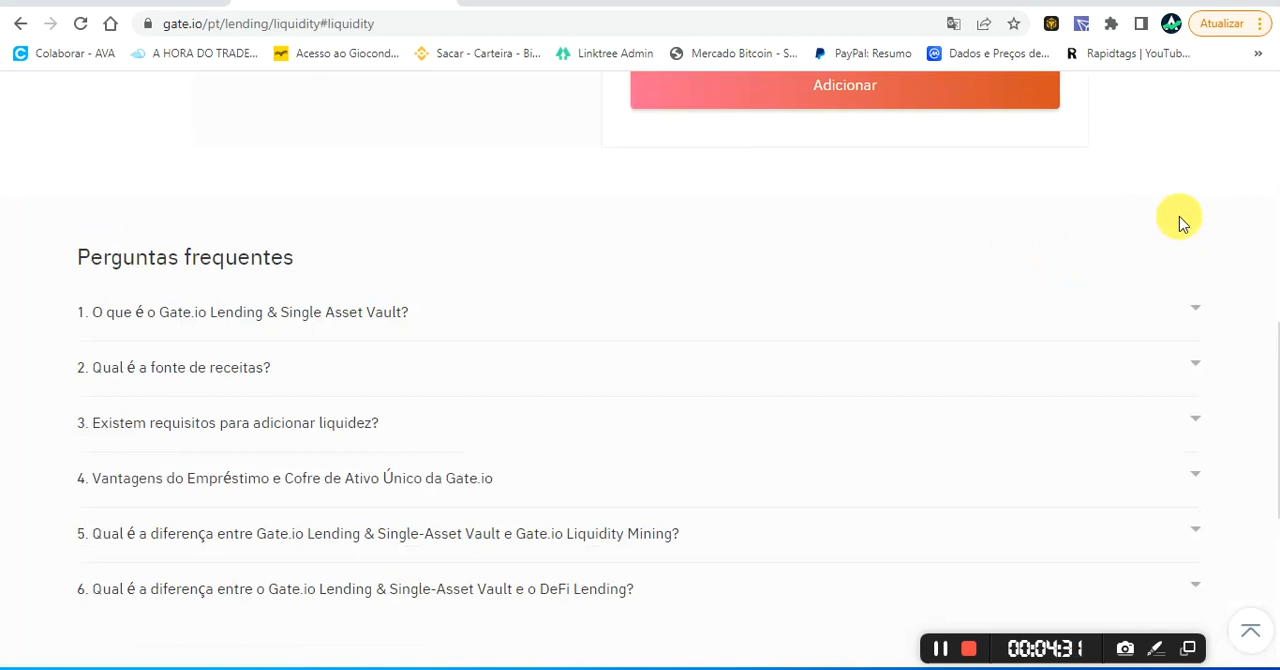 gate.io/pt/lending/liquidity#liquidity
Atualizar
Colaborar - AVA
A HORA DO TRADE...
Acesso ao Giocond...
Sacar - Carteira - Bi...
Linktree Admin
Mercado Bitcoin - S...
PayPal: Resumo
Dados e Preços de...
R Rapidtags | YouTub...
»
Adicionar
Perguntas frequentes
1. O que é o Gate.io Lending & Single Asset Vault?
2. Qual é a fonte de receitas?
3. Existem requisitos para adicionar liquidez?
4. Vantagens do Empréstimo e Cofre de Ativo Único da Gate.io
5. Qual é a diferença entre Gate.io Lending & Single-Asset Vault e Gate.io Liquidity Mining?
6. Qual é a diferença entre o Gate.io Lending & Single-Asset Vault e o DeFi Lending?
00:04:31